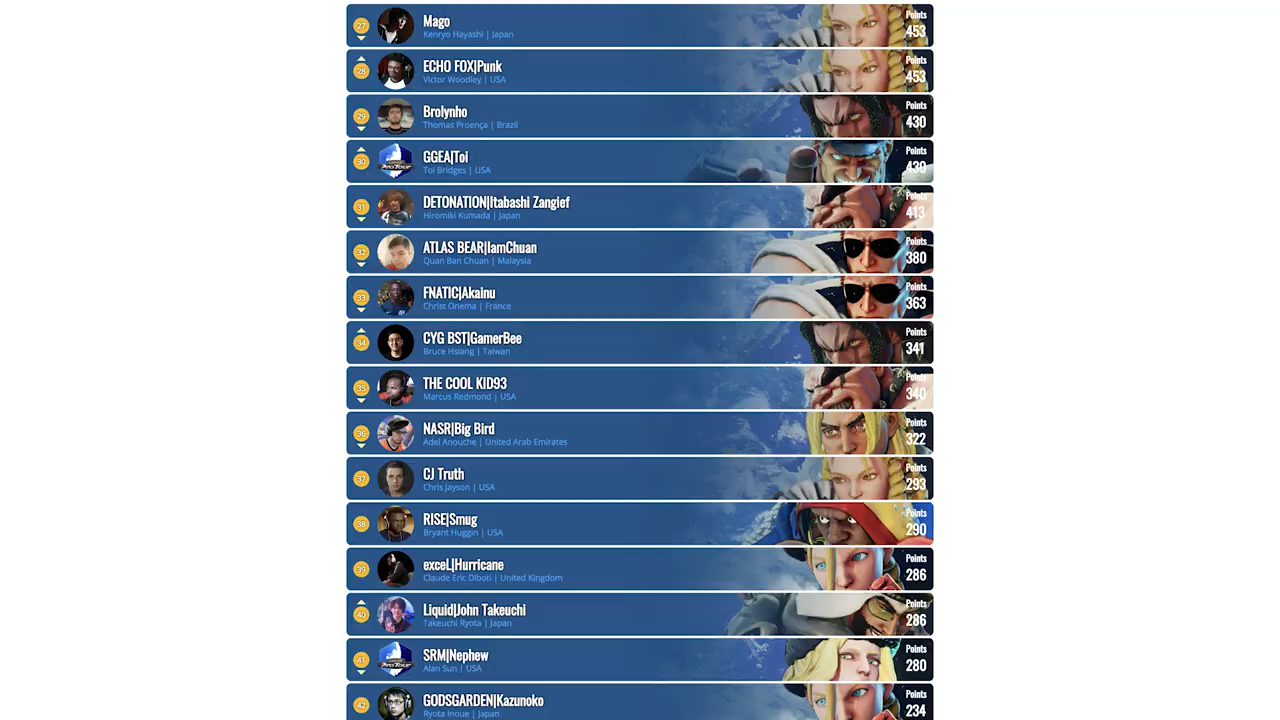 27
Mago
Kenryo Hayashi | Japan
Points
453
28
ECHO FOX|Punk
Victor Woodley | USA
Points
453
29
Brolynho
Thomas Proença | Brazil
Points
430
30
GGEA|Toi
Toi Bridges | USA
Points
430
31
DETONATION|Itabashi Zangief
Hiromiki Kumada | Japan
Points
413
32
ATLAS BEAR|IamChuan
Quan Ban Chuan | Malaysia
Points
380
33
FNATIC|Akainu
Christ Onema | France
Points
363
34
CYG BST|GamerBee
Bruce Hsiang | Taiwan
Points
341
35
THE COOL KID93
Marcus Redmond | USA
Points
340
36
NASR|Big Bird
Adel Anouche | United Arab Emirates
Points
322
37
CJ Truth
Chris Jayson | USA
Points
293
38
RISE|Smug
Bryant Huggin | USA
Points
290
39
exceL|Hurricane
Claude Eric Diboti | United Kingdom
Points
286
40
Liquid|John Takeuchi
Takeuchi Ryota | Japan
Points
286
41
SRM|Nephew
Alan Sun | USA
Points
280
42
GODSGARDEN|Kazunoko
Ryota Inoue | Japan
Points
234